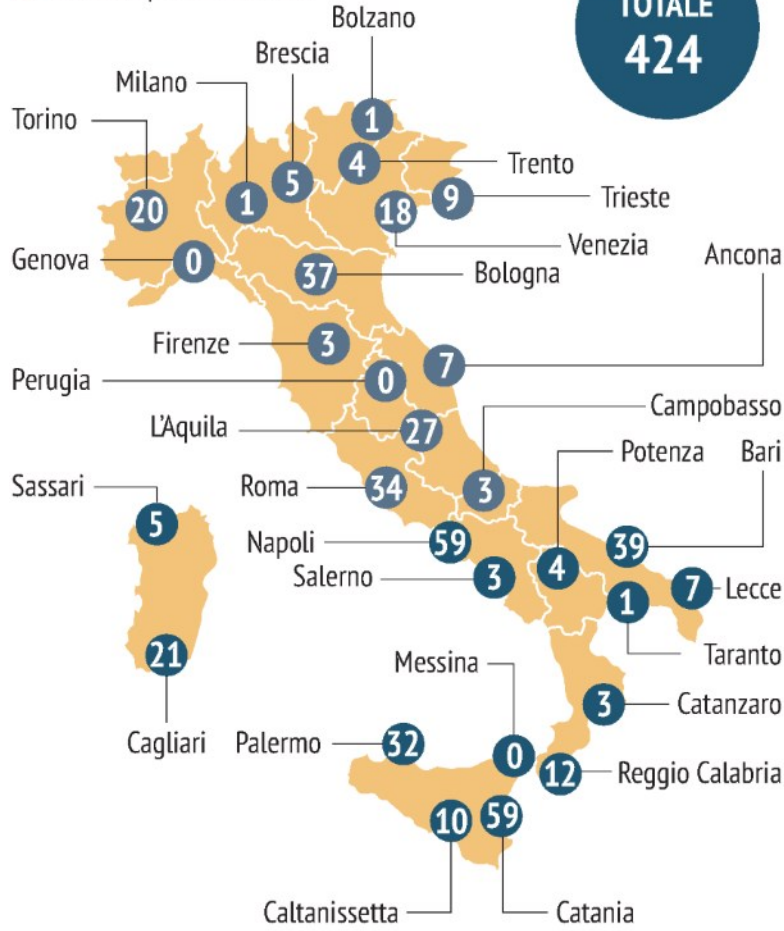 TOTALE
424
Bolzano
1
Brescia
5
Milano
1
Torino
20
Trento
4
Trieste
9
Venezia
18
Genova
0
Bologna
37
Ancona
7
Firenze
3
Perugia
0
L'Aquila
27
Campobasso
3
Potenza
4
Bari
39
Sassari
5
Roma
34
Napoli
59
Salerno
3
Lecce
7
Taranto
1
Cagliari
21
Messina
0
Catanzaro
3
Palermo
32
Reggio Calabria
12
Caltanissetta
10
Catania
59